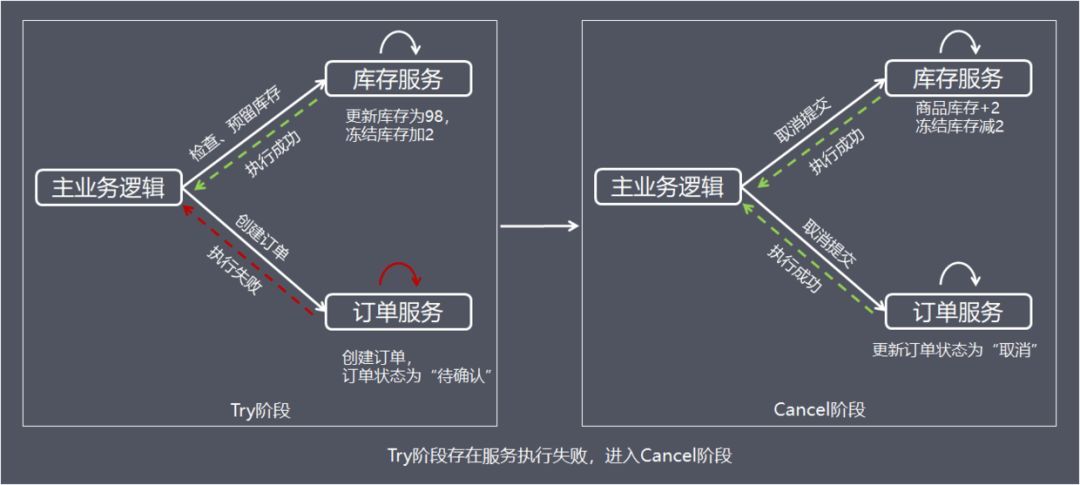 库存服务
检查、预留库存
执行成功
更新库存为98，
冻结库存加2
主业务逻辑
创建订单
执行失败
订单服务
创建订单，
订单状态为“待确认”
Try阶段
库存服务
取消提交
执行成功
商品库存+2
冻结库存减2
主业务逻辑
取消提交
执行成功
订单服务
更新订单状态为“取消”
Cancel阶段
Try阶段存在服务执行失败，进入Cancel阶段